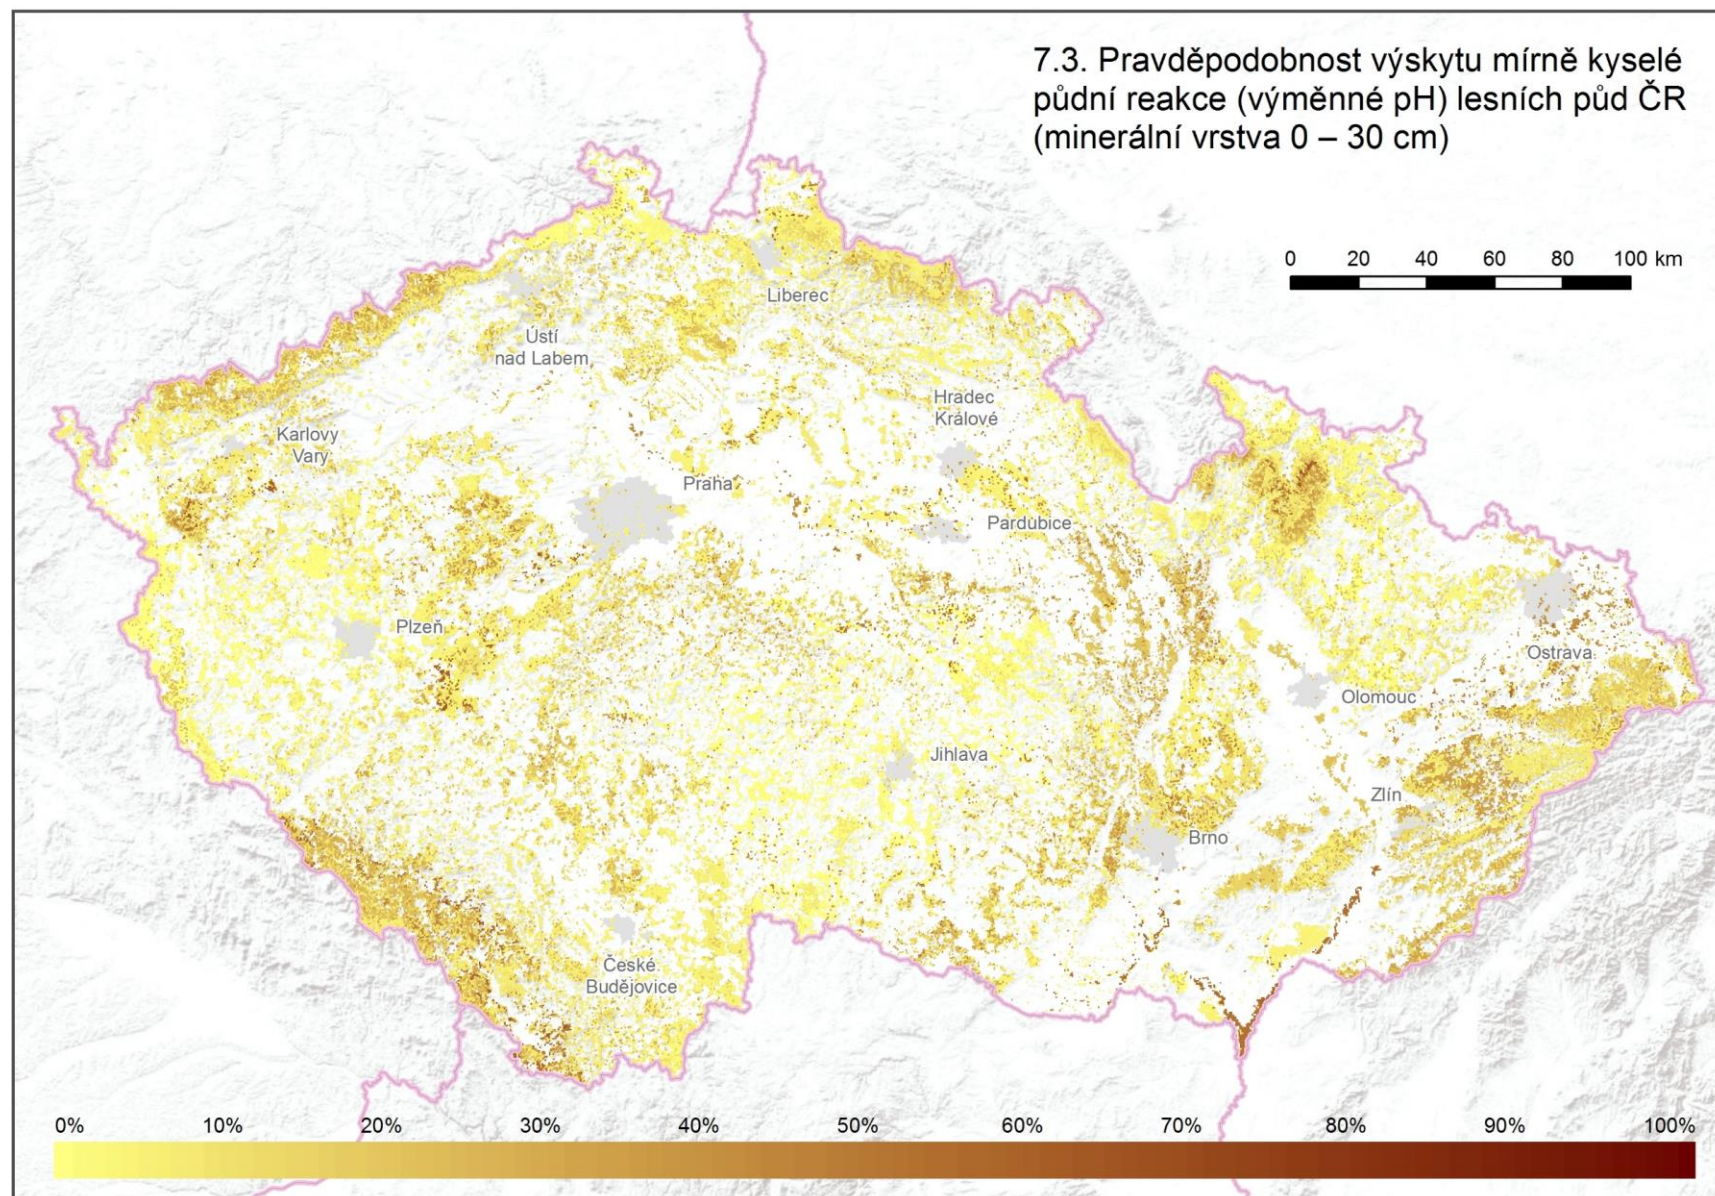 7.3. Pravděpodobnost výskytu mírně kyselé
půdní reakce (výměnné pH) lesních půd ČR
(minerální vrstva 0 – 30 cm)
0 20 40 60 80 100 km
Liberec
Ústí
nad Labem
Hradec
Králové
Karlovy
Vary
Praha
Pardubice
Plzeň
Ostrava
Olomouc
Jihlava
Zlín
Brno
České
Budějovice
0% 10% 20% 30% 40% 50% 60% 70% 80% 90% 100%